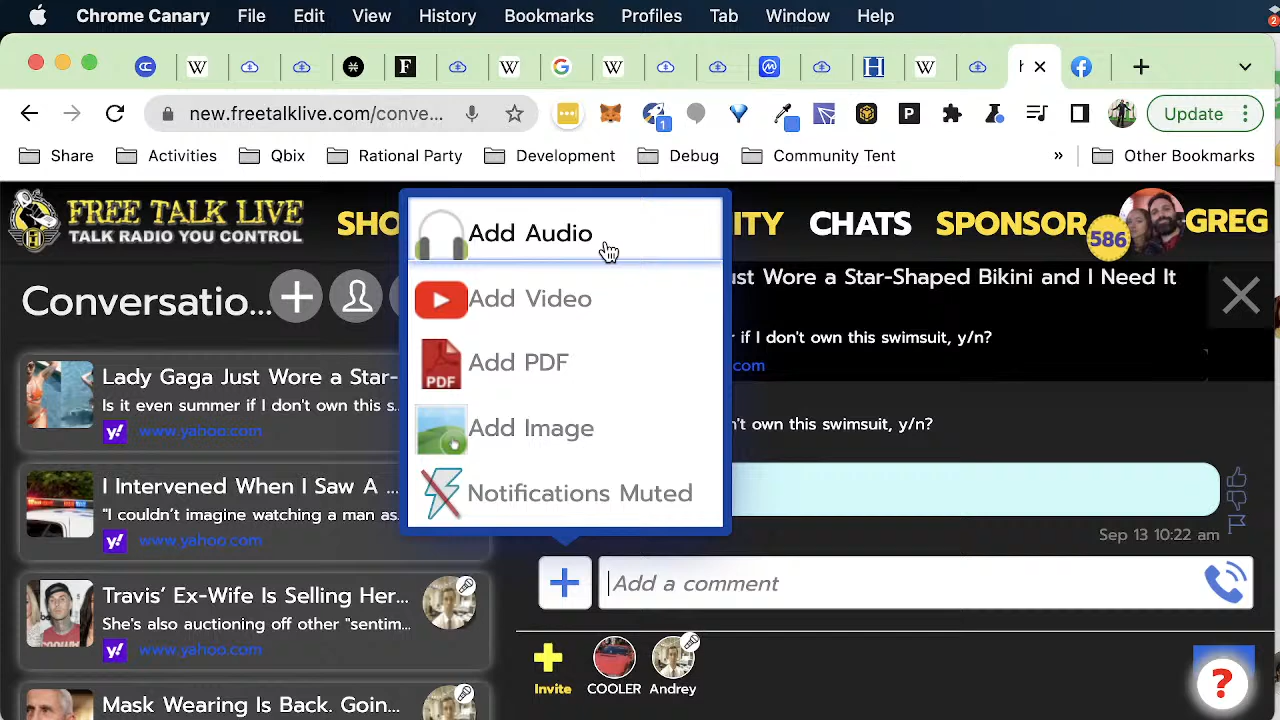 Chrome Canary File Edit View History Bookmarks Profiles Tab Window Help
2
new.freetalklive.com/conve...
1
P
Update
Share Activities Qbix Rational Party Development Debug Community Tent » Other Bookmarks
FREE TALK LIVE
TALK RADIO YOU CONTROL
SHO
ITY
CHATS
SPONSOR
586
GREG
Conversatio...
Lady Gaga Just Wore a Star-
Is it even summer if I don't own this s...
www.yahoo.com
I Intervened When I Saw A ...
"I couldn't imagine watching a man as
www.yahoo.com
Travis' Ex-Wife Is Selling Her...
She's also auctioning off other "sentim...
www.yahoo.com
Mask Wearing Is Back. Goin...
Add Audio
Add Video
PDF
Add PDF
Add Image
Notifications Muted
ust Wore a Star-Shaped Bikini and I Need It
if I don't own this swimsuit, y/n?
com
n't own this swimsuit, y/n?
Sep 13 10:22 am
Add a comment
Invite
COOLER
Andrey
?